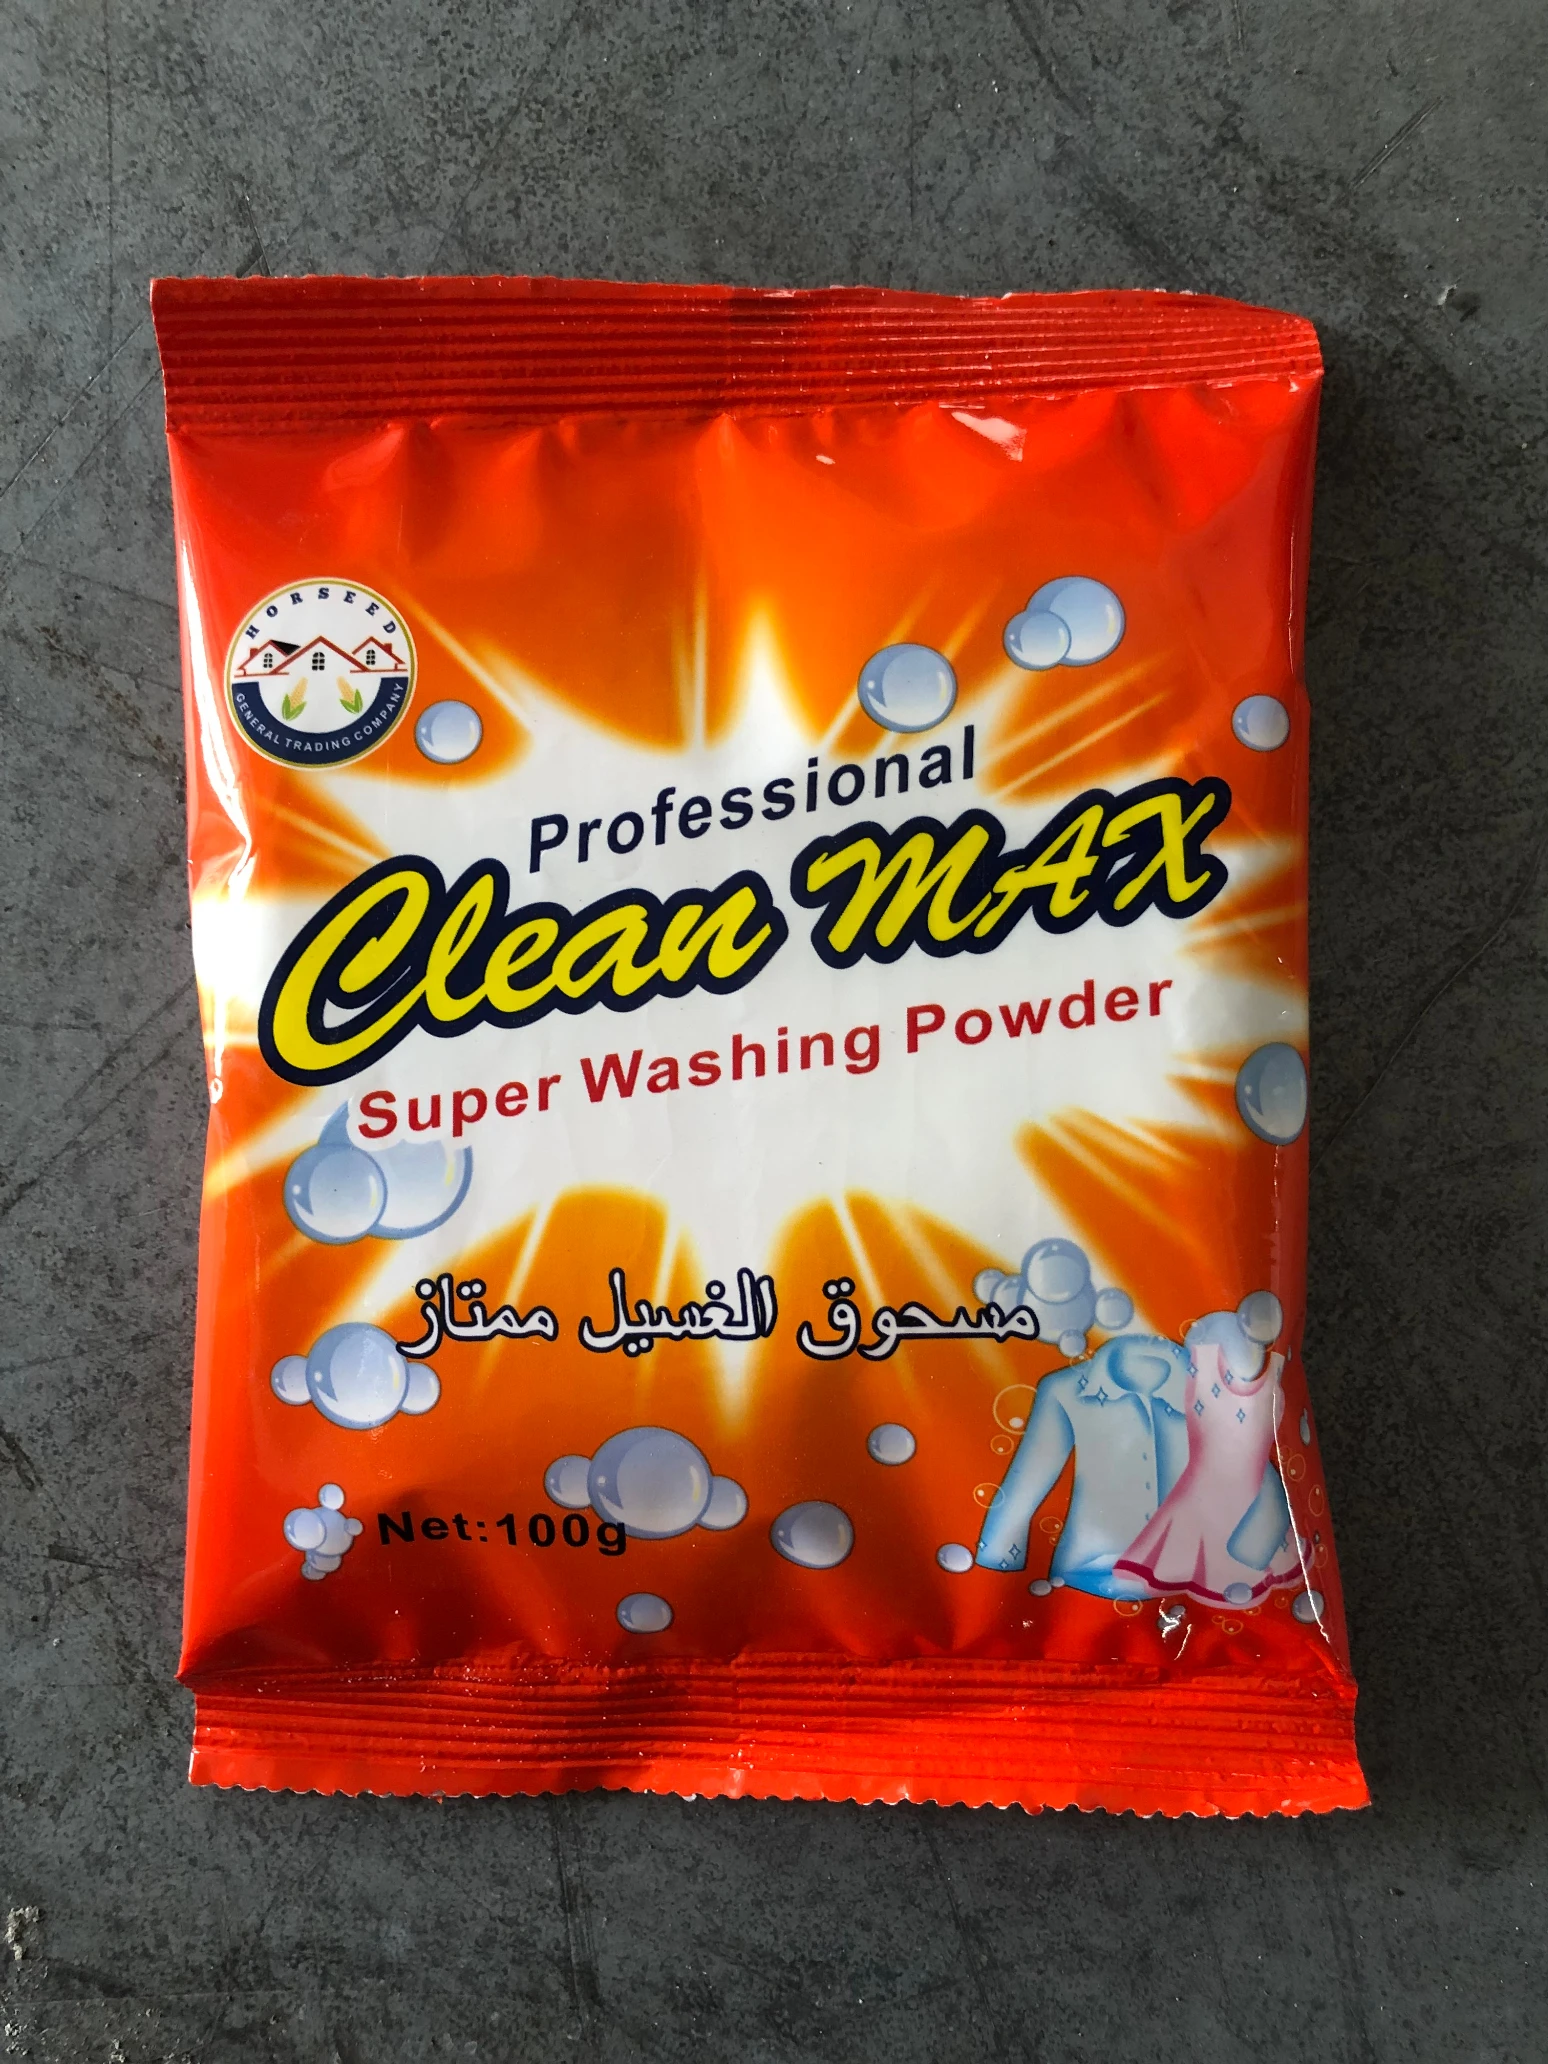 HORSEED
GENERAL TRADING COMPANY
Professional
Clean MAX
Super Washing Powder
مسحوق الغسيل ممتاز
Net:100g